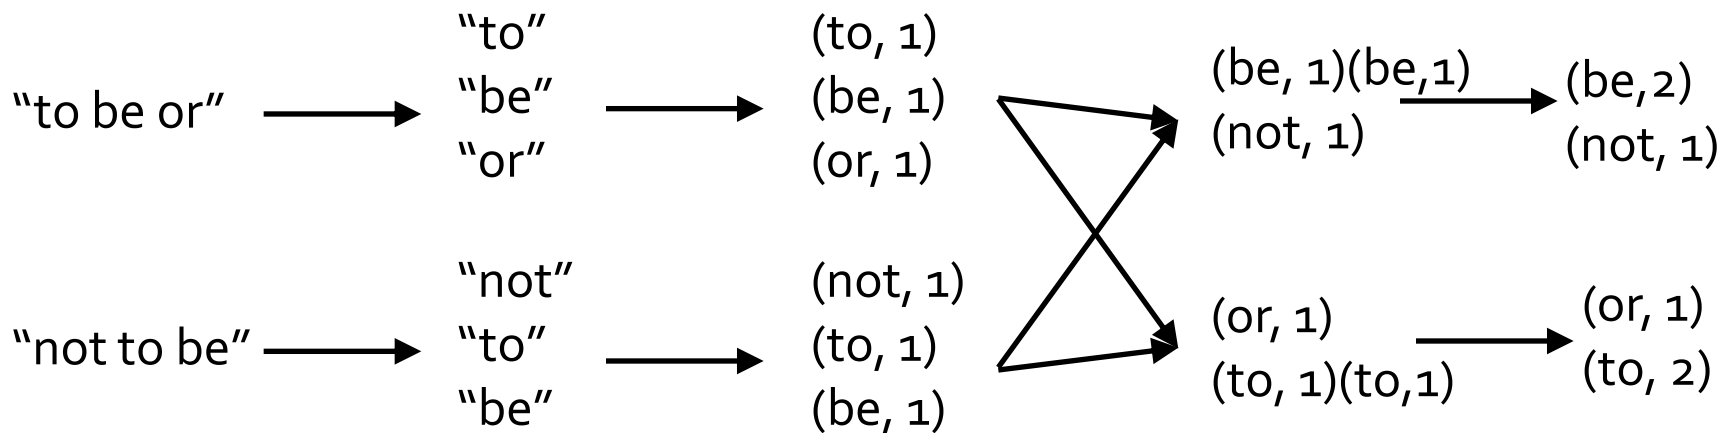 “to be or”
“not to be”
“to”
“be”
“or”
“not”
“to”
“be”
(to, 1)
(be, 1)
(or, 1)
(not, 1)
(to, 1)
(be, 1)
(be, 1)(be,1)
(not, 1)
(or, 1)
(to, 1)(to,1)
(be,2)
(not, 1)
(or, 1)
(to, 2)